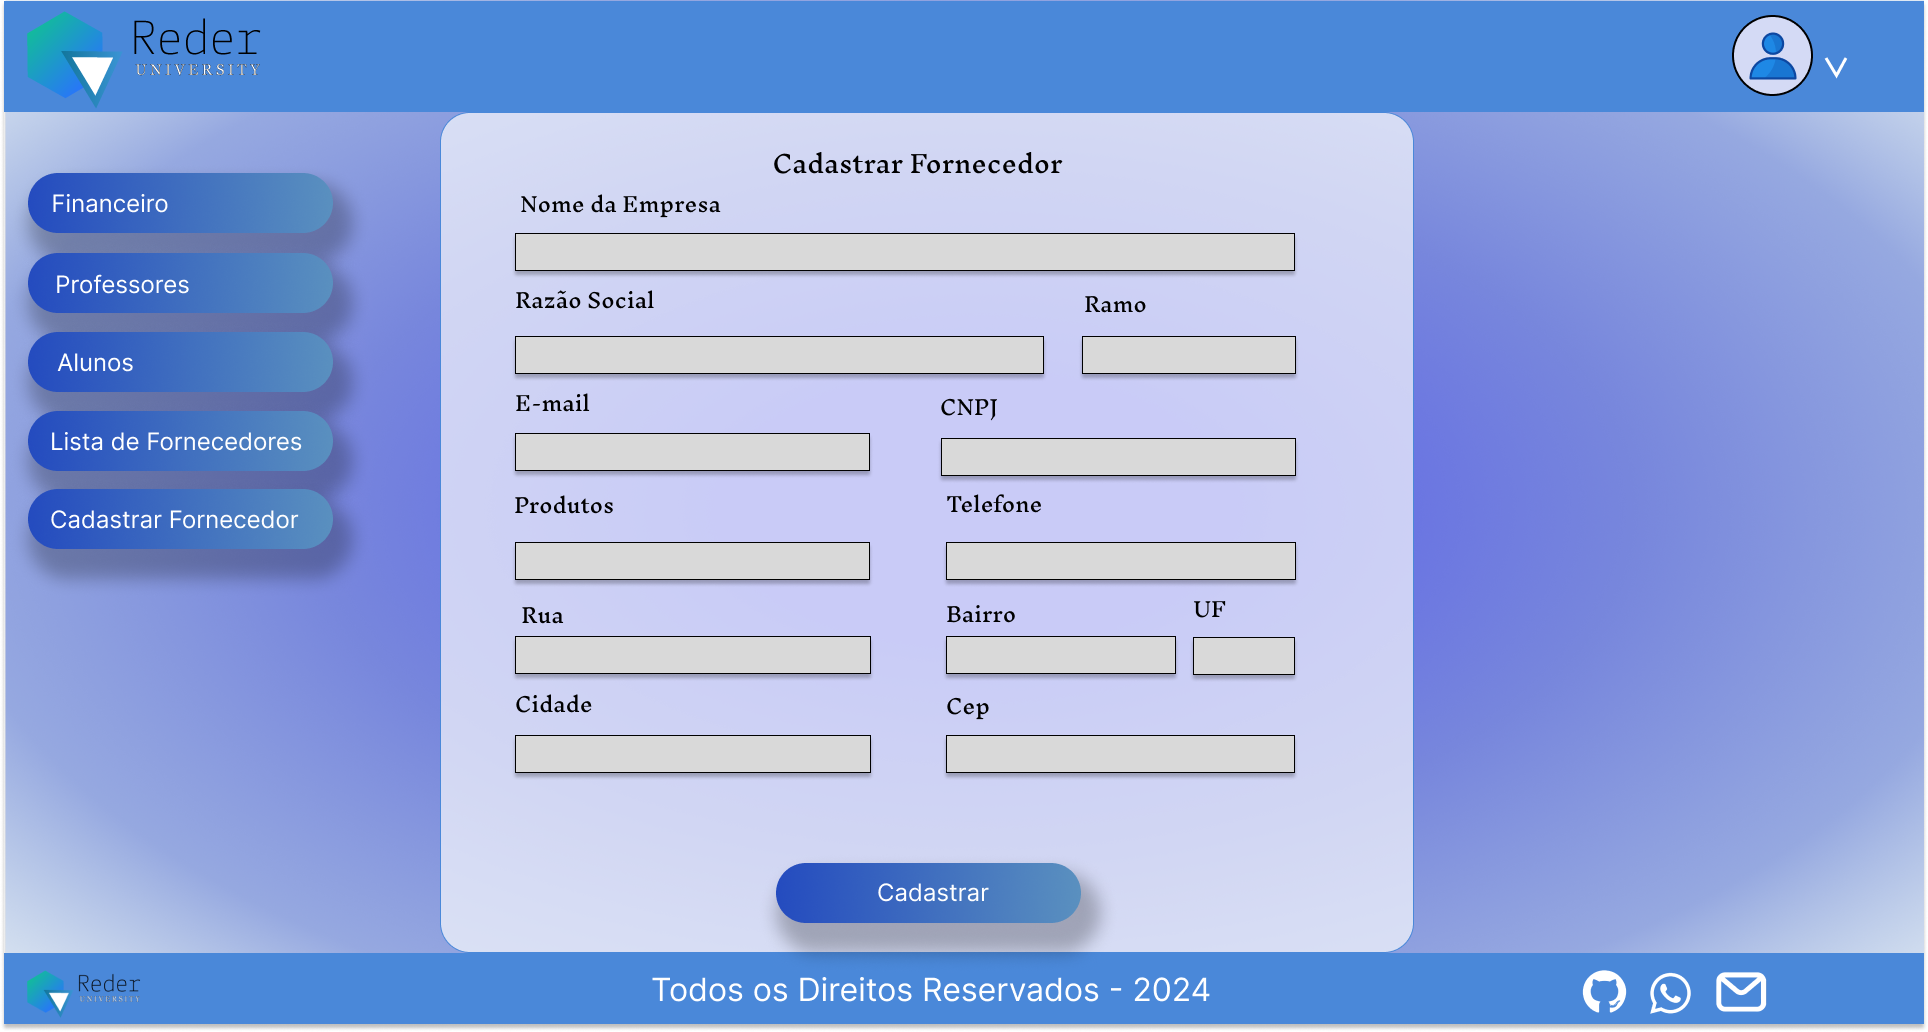 Reder
UNIVERSITY
V
Financeiro
Professores
Alunos
Lista de Fornecedores
Cadastrar Fornecedor
Cadastrar Fornecedor
Nome da Empresa
Razão Social
Ramo
E-mail
CNPJ
Produtos
Telefone
Rua
Bairro
UF
Cidade
Cep
Cadastrar
Reder
UNIVERSITY
Todos os Direitos Reservados - 2024